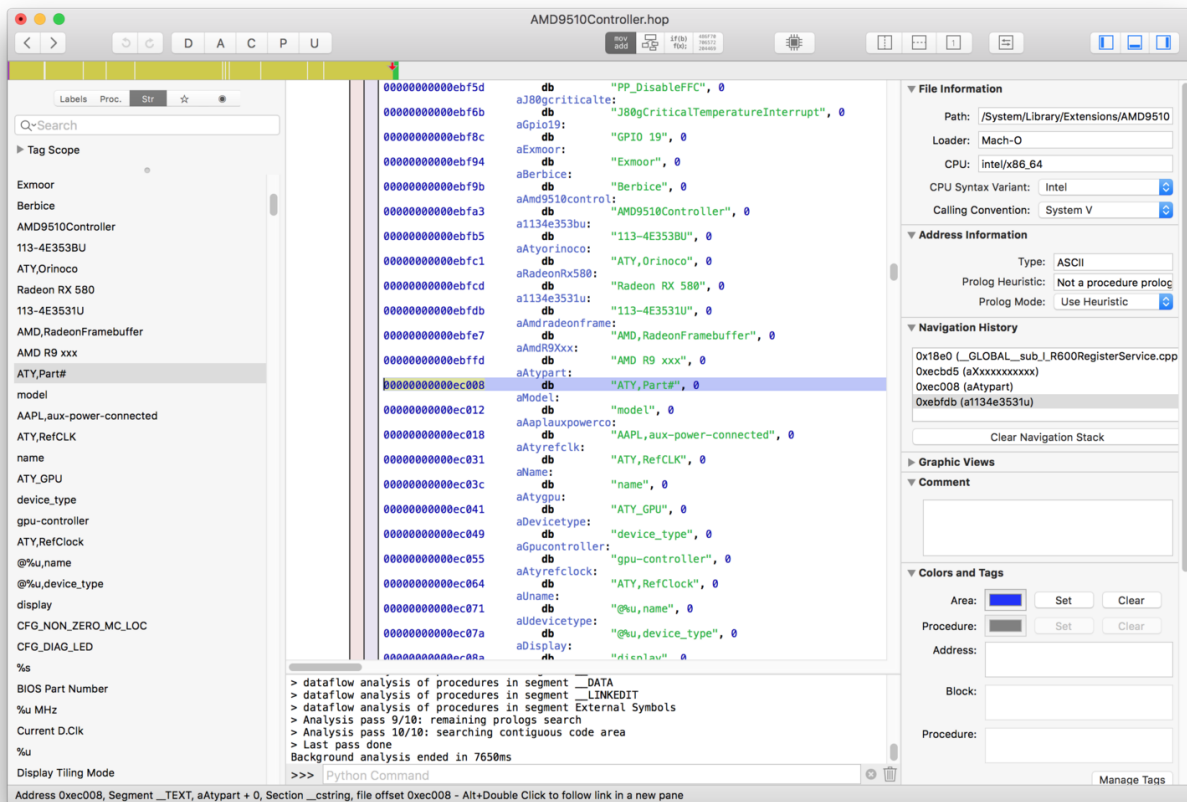 AMD9510Controller.hop
D A C P U
mov add
if(b) f(x);
Labels Proc. Str
Search
Tag Scope
Exmoor
Berbice
AMD9510Controller
113-4E353BU
ATY,Orinoco
Radeon RX 580
113-4E3531U
AMD,RadeonFramebuffer
AMD R9 xxx
ATY,Part#
model
AAPL,aux-power-connected
ATY,RefCLK
name
ATY_GPU
device_type
gpu-controller
ATY,RefClock
@%u,name
@%u,device_type
display
CFG_NON_ZERO_MC_LOC
CFG_DIAG_LED
%s
BIOS Part Number
%u MHz
Current D.Clk
%u
Display Tiling Mode
00000000000ebf5d db "PP_DisableFFC", 0
aJ80gcriticalte:
00000000000ebf6b db "J80gCriticalTemperatureInterrupt", 0
aGpio19:
00000000000ebf8c db "GPIO 19", 0
aExmoor:
00000000000ebf94 db "Exmoor", 0
aBerbice:
00000000000ebf9b db "Berbice", 0
aAmd9510control:
00000000000ebfa3 db "AMD9510Controller", 0
a1134e353bu:
00000000000ebfb5 db "113-4E353BU", 0
aAtyorinoco:
00000000000ebfc1 db "ATY,Orinoco", 0
aRadeonRx580:
00000000000ebfcd db "Radeon RX 580", 0
a1134e3531u:
00000000000ebfdb db "113-4E3531U", 0
aAmdradeonframe:
00000000000ebfe7 db "AMD,RadeonFramebuffer", 0
aAmdR9Xxx:
00000000000ebffd db "AMD R9 xxx", 0
aAtypart:
00000000000ec008 db "ATY,Part#", 0
aModel:
00000000000ec012 db "model", 0
aAaplauxpowerco:
00000000000ec018 db "AAPL,aux-power-connected", 0
aAtyrefclk:
00000000000ec031 db "ATY,RefCLK", 0
aName:
00000000000ec03c db "name", 0
aAtygpu:
00000000000ec041 db "ATY_GPU", 0
aDevicetype:
00000000000ec049 db "device_type", 0
aGpucontroller:
00000000000ec055 db "gpu-controller", 0
aAtyrefclock:
00000000000ec064 db "ATY,RefClock", 0
aUname:
00000000000ec071 db "@%u,name", 0
aUdevicetype:
00000000000ec07a db "@%u,device_type", 0
aDisplay:
00000000000ec08a db "display", 0
> dataflow analysis of procedures in segment __DATA
> dataflow analysis of procedures in segment __LINKEDIT
> dataflow analysis of procedures in segment External Symbols
> Analysis pass 9/10: remaining prologs search
> Analysis pass 10/10: searching contiguous code area
> Last pass done
Background analysis ended in 7650ms
>>> Python Command
File Information
Path: /System/Library/Extensions/AMD9510
Loader: Mach-O
CPU: intel/x86_64
CPU Syntax Variant: Intel
Calling Convention: System V
Address Information
Type: ASCII
Prolog Heuristic: Not a procedure prolog
Prolog Mode: Use Heuristic
Navigation History
0x18e0 (__GLOBAL__sub_I_R600RegisterService.cpp
0xecbd5 (aXxxxxxxxxx)
0xec008 (aAtypart)
0xebfdb (a1134e3531u)
Clear Navigation Stack
Graphic Views
Comment
Colors and Tags
Area: Set Clear
Procedure: Set Clear
Address:
Block:
Procedure:
Manage Tags
Address 0xec008, Segment __TEXT, aAtypart + 0, Section __cstring, file offset 0xec008 - Alt+Double Click to follow link in a new pane